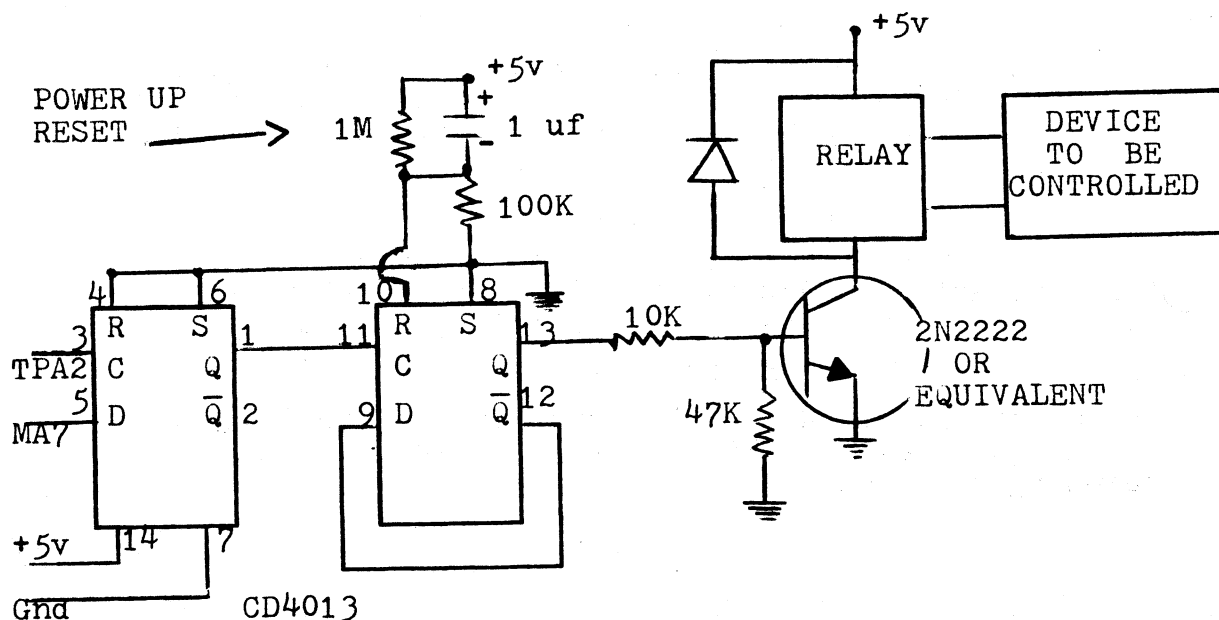 +5v
POWER UP
RESET
1M
+
-
1 uf
100K
+5v
RELAY
DEVICE
TO BE
CONTROLLED
4
6
R
S
3
TPA2
C
Q
1
5
MA7
D
Q
2
14
7
+5v
Gnd
CD4013
10
8
R
S
11
C
Q
13
9
D
Q
12
10K
47K
2N2222
OR
EQUIVALENT